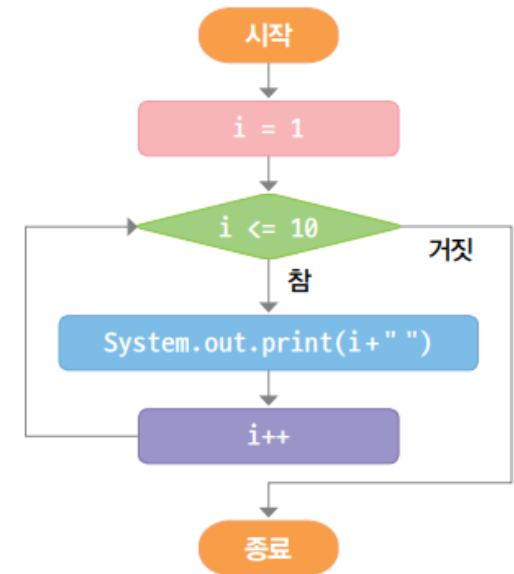 시작
i = 1
i <= 10
거짓
참
System.out.print(i+" ")
i++
종료